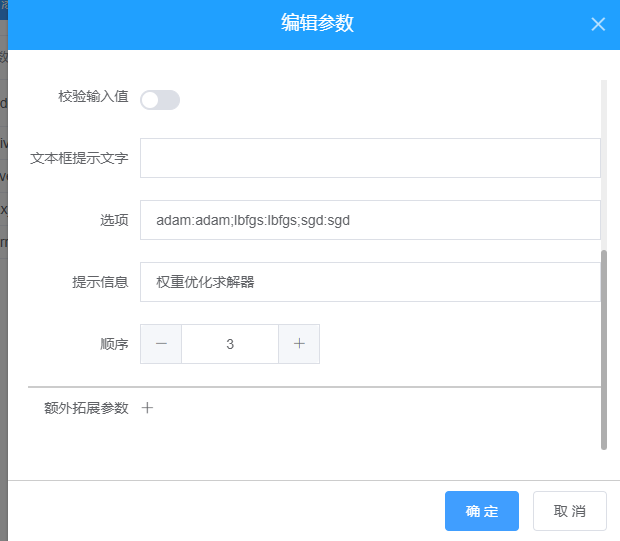 编辑参数
校验输入值
文本框提示文字
选项 adam:adam;lbfgs:lbfgs;sgd:sgd
提示信息 权重优化求解器
顺序 3
额外拓展参数
确定 取消